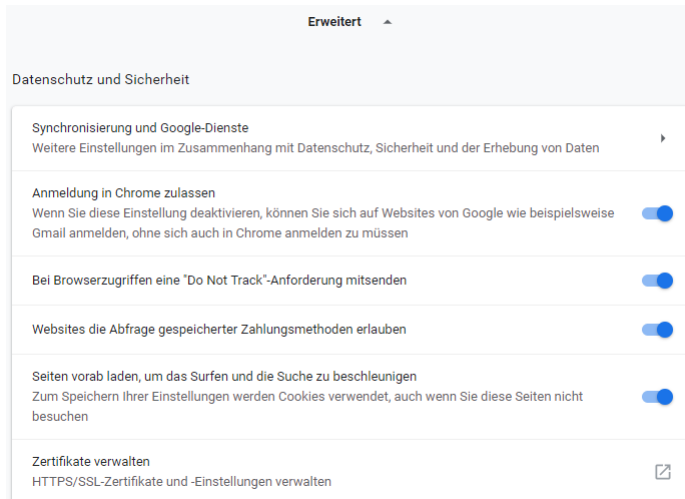 Erweitert
Datenschutz und Sicherheit
Synchronisierung und Google-Dienste
Weitere Einstellungen im Zusammenhang mit Datenschutz, Sicherheit und der Erhebung von Daten
Anmeldung in Chrome zulassen
Wenn Sie diese Einstellung deaktivieren, können Sie sich auf Websites von Google wie beispielsweise
Gmail anmelden, ohne sich auch in Chrome anmelden zu müssen
Bei Browserzugriffen eine "Do Not Track"-Anforderung mitsenden
Websites die Abfrage gespeicherter Zahlungsmethoden erlauben
Seiten vorab laden, um das Surfen und die Suche zu beschleunigen
Zum Speichern Ihrer Einstellungen werden Cookies verwendet, auch wenn Sie diese Seiten nicht
besuchen
Zertifikate verwalten
HTTPS/SSL-Zertifikate und -Einstellungen verwalten